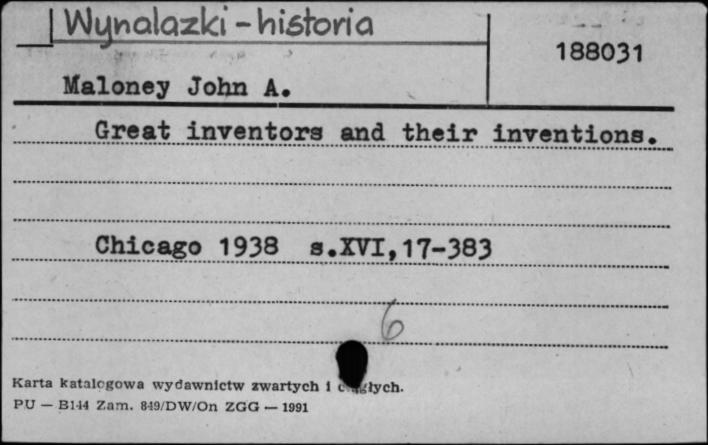 Wynalazki - historia
188031
Maloney John A.
Great inventors and their inventions.
Chicago 1938 s.XVI,17-383
6
Karta katalogowa wydawnictw zwartych i ciągłych.
PU — B144 Zam. 849/DW/On ZGG — 1991